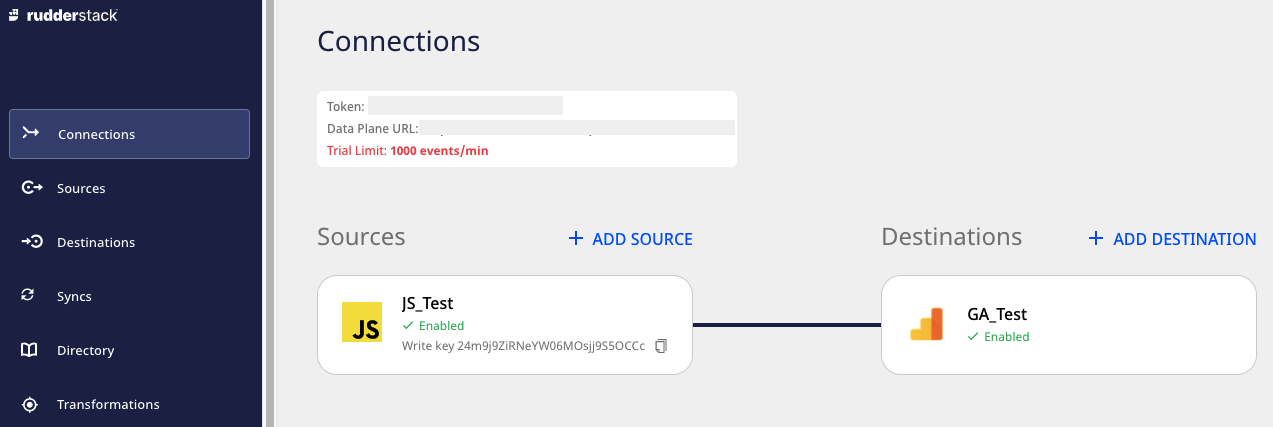 rudderstack
Connections
Sources
Destinations
Syncs
Directory
Transformations
Connections
Token:
Data Plane URL:
Trial Limit: 1000 events/min
Sources
+ ADD SOURCE
Destinations
+ ADD DESTINATION
JS
JS_Test
Enabled
Write key 24m9j9ZiRNeYW06MOsjj9S5OCCc
GA_Test
Enabled